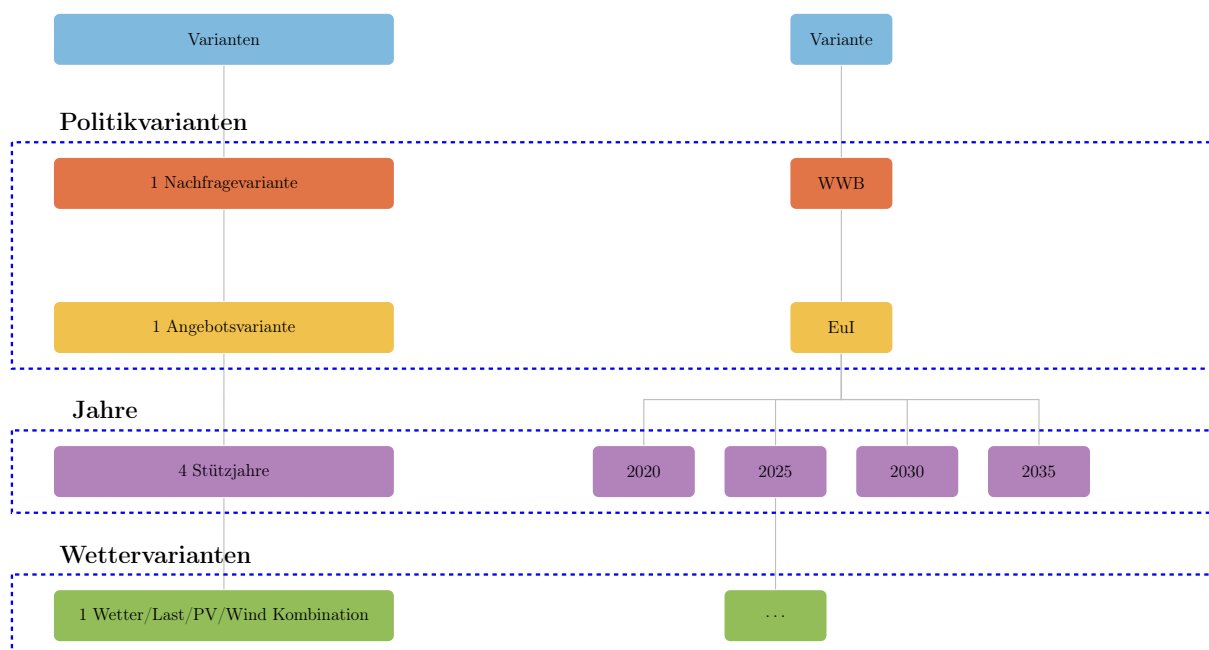 Varianten
Variante
Politikvarianten
1 Nachfragevariante
WWB
1 Angebotsvariante
EuI
Jahre
4 Stützjahre
2020
2025
2030
2035
Wettervarianten
1 Wetter/Last/PV/Wind Kombination
...